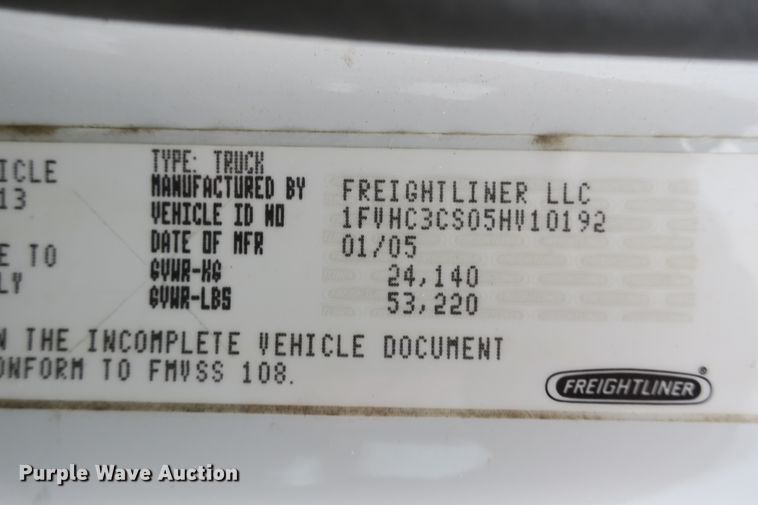 ICLE
13
E TO
LY
TYPE: TRUCK
MANUFACTURED BY FREIGHTLINER LLC
VEHICLE ID NO 1FVHC3CS05HV10192
DATE OF MFR 01/05
GVWR-KG 24,140
GVWR-LBS 53,220
N THE INCOMPLETE VEHICLE DOCUMENT
ONFORM TO FMVSS 108.
FREIGHTLINER®
Purple Wave Auction